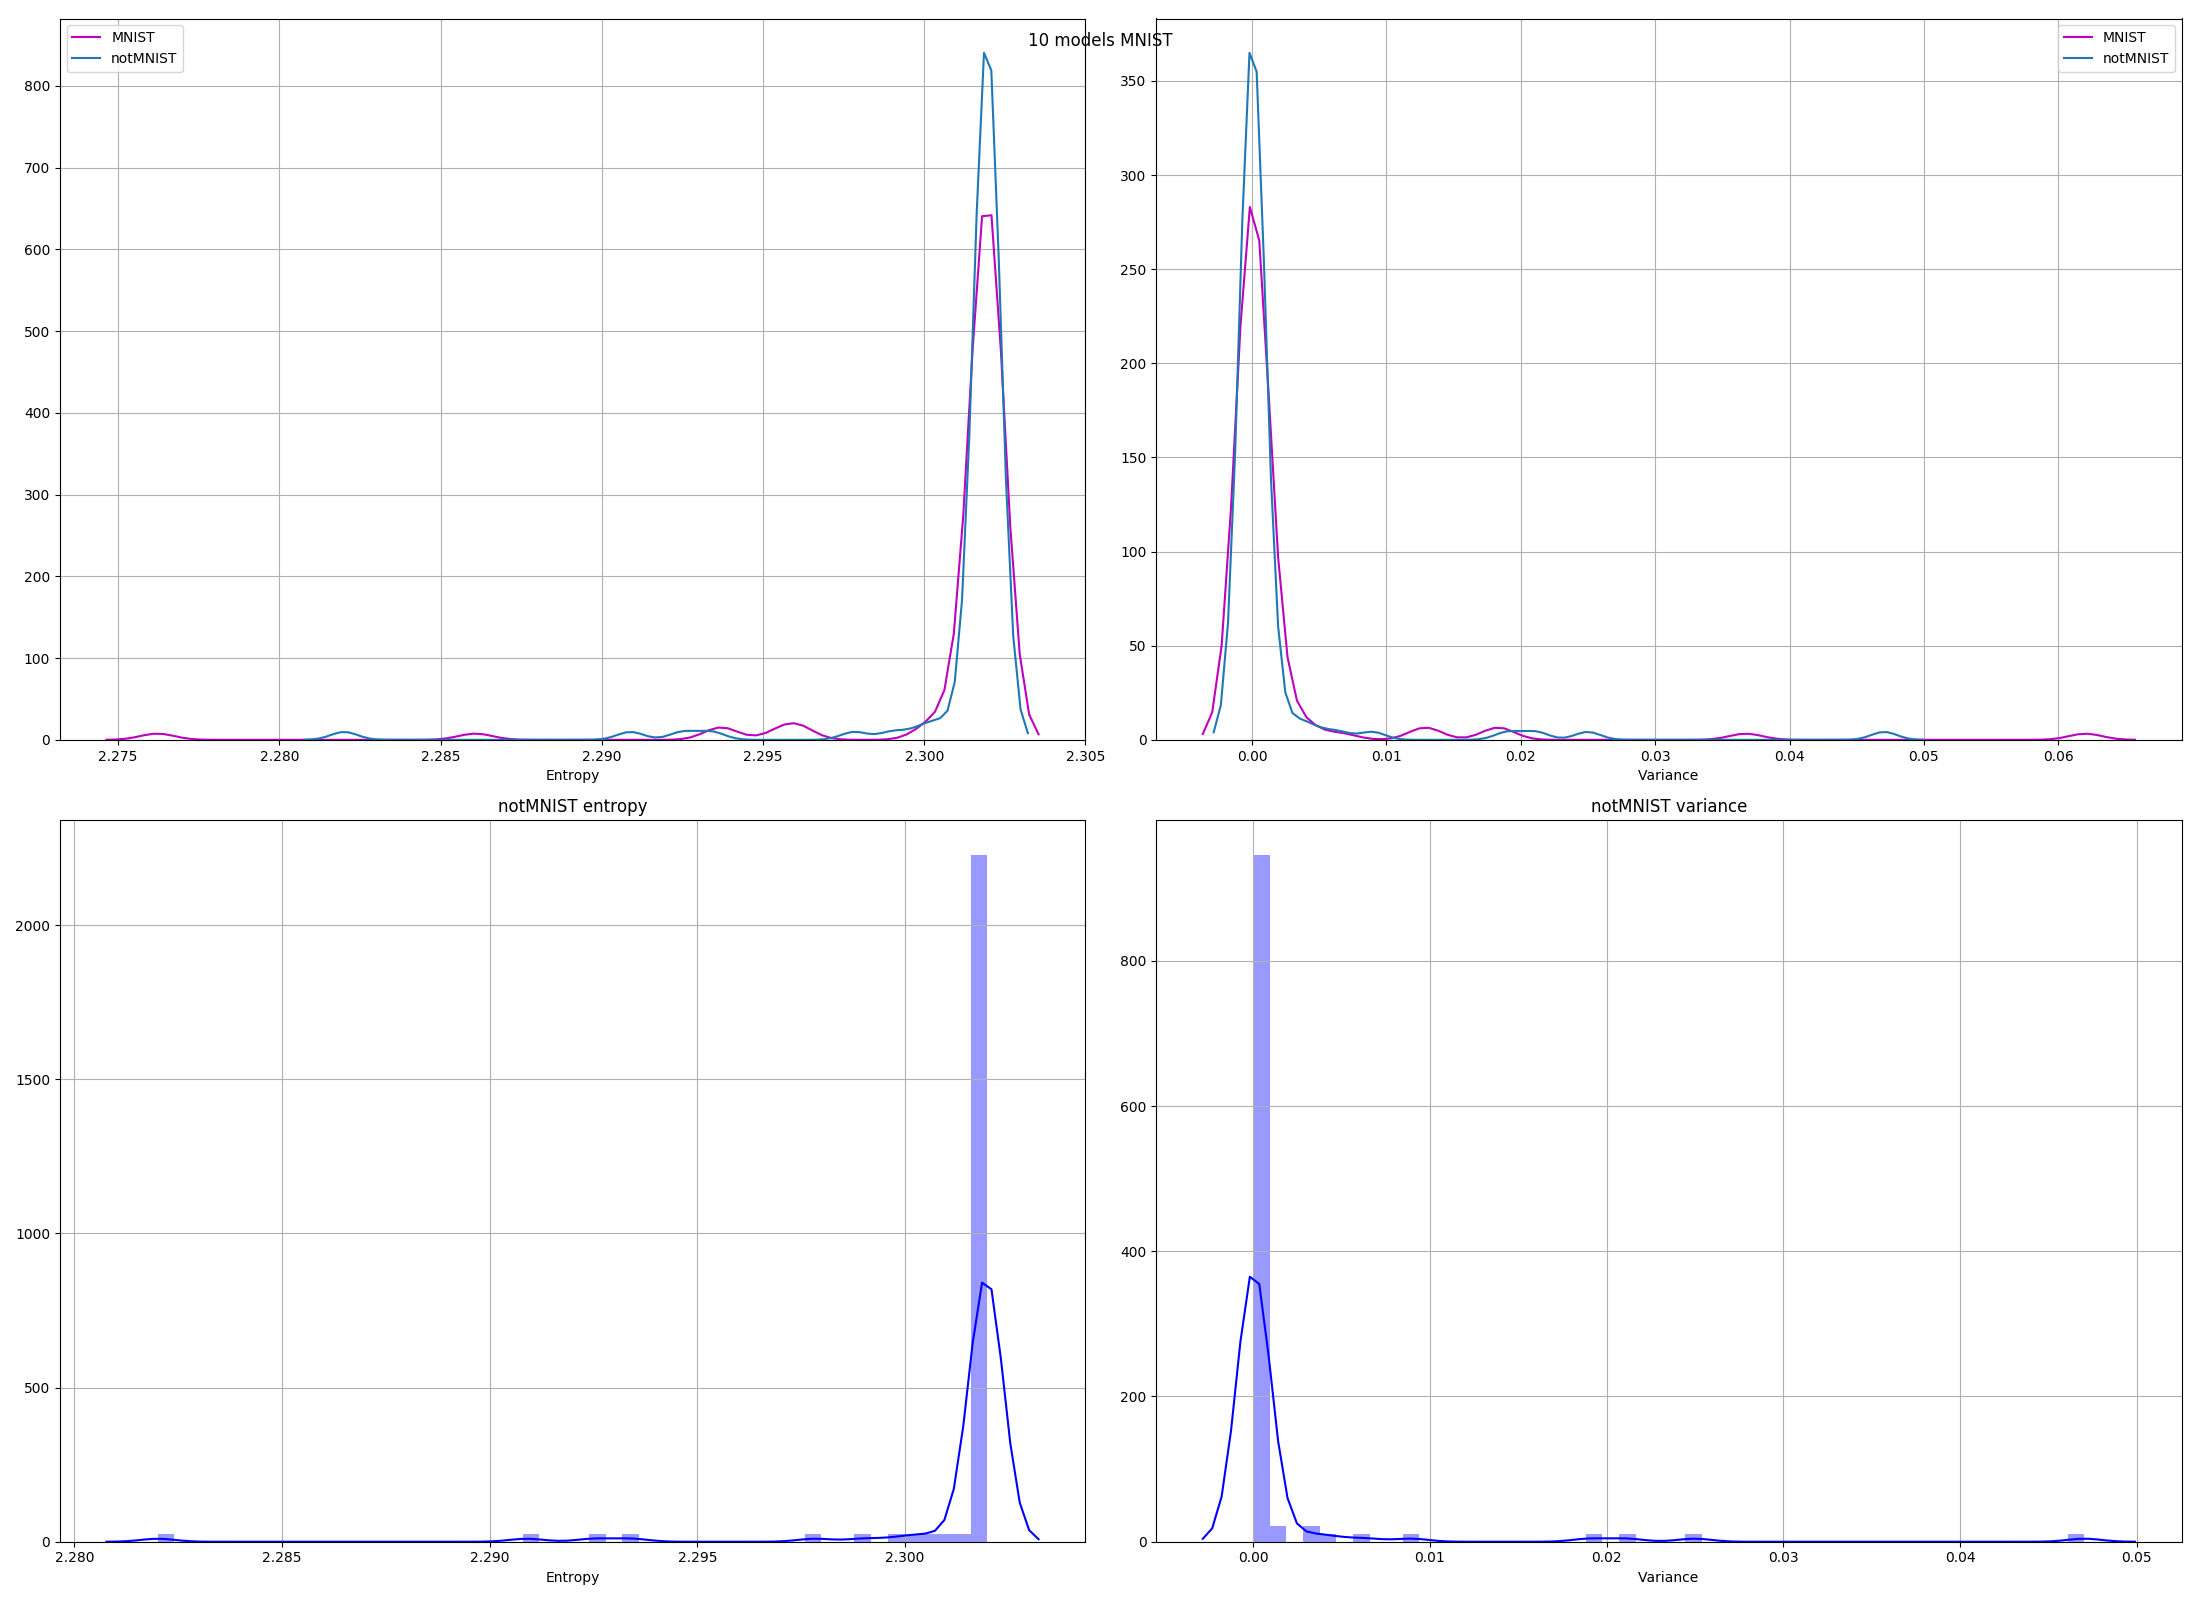 10 models MNIST
MNIST
notMNIST
800
700
600
500
400
300
200
100
0
2.275 2.280 2.285 2.290 2.295 2.300 2.305
Entropy
MNIST
notMNIST
350
300
250
200
150
100
50
0
0.00 0.01 0.02 0.03 0.04 0.05 0.06
Variance
notMNIST entropy
2000
1500
1000
500
0
2.280 2.285 2.290 2.295 2.300
Entropy
notMNIST variance
800
600
400
200
0
0.00 0.01 0.02 0.03 0.04 0.05
Variance